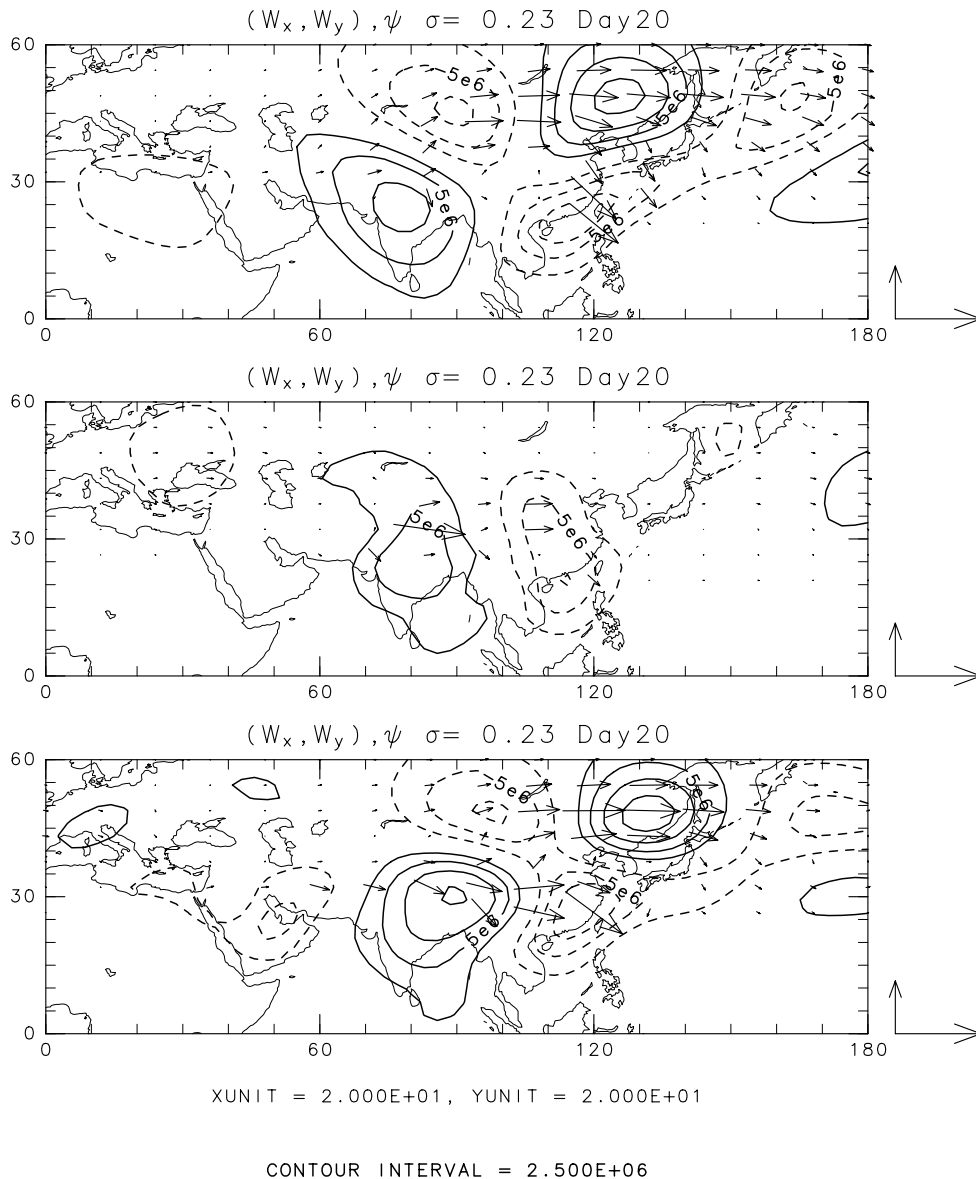 (Wx,Wy),ψ σ= 0.23 Day20
60
30
0
0 60 120 180
5e6
5e6
5e6
5e6
5e6
(Wx,Wy),ψ σ= 0.23 Day20
60
30
0
0 60 120 180
5e6
5e6
(Wx,Wy),ψ σ= 0.23 Day20
60
30
0
0 60 120 180
5e6
5e6
5e6
5e6
XUNIT = 2.000E+01, YUNIT = 2.000E+01
CONTOUR INTERVAL = 2.500E+06